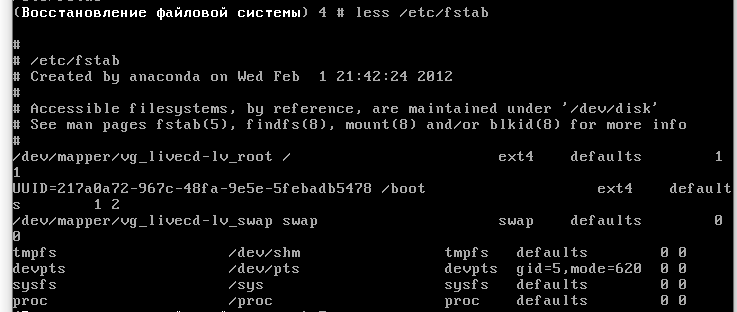 (Восстановление файловой системы) 4 # less /etc/fstab
#
# /etc/fstab
# Created by anaconda on Wed Feb  1 21:42:24 2012
#
# Accessible filesystems, by reference, are maintained under '/dev/disk'
# See man pages fstab(5), findfs(8), mount(8) and/or blkid(8) for more info
#
/dev/mapper/vg_livecd-lv_root /                       ext4    defaults        1
1
UUID=217a0a72-967c-48fa-9e5e-5febadb5478 /boot                   ext4    default
s        1 2
/dev/mapper/vg_livecd-lv_swap swap                    swap    defaults        0
0
tmpfs                   /dev/shm                tmpfs   defaults        0 0
devpts                  /dev/pts                devpts  gid=5,mode=620  0 0
sysfs                   /sys                    sysfs   defaults        0 0
proc                    /proc                   proc    defaults        0 0